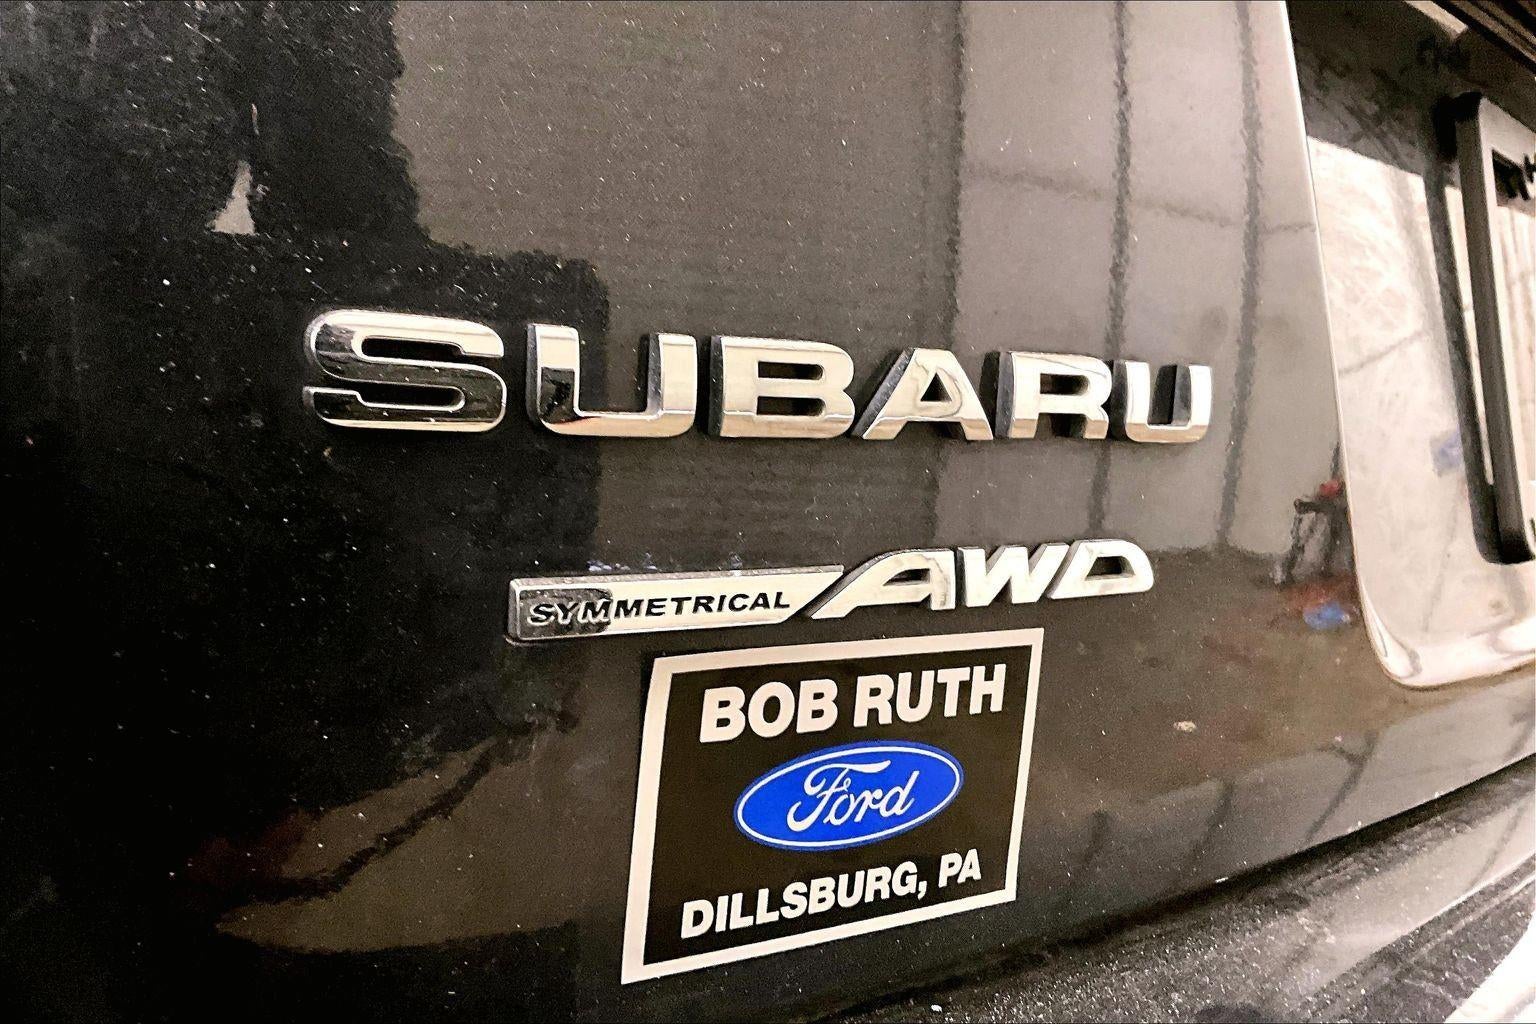 SUBARU
SYMMETRICAL AWD
BOB RUTH
Ford
DILLSBURG, PA